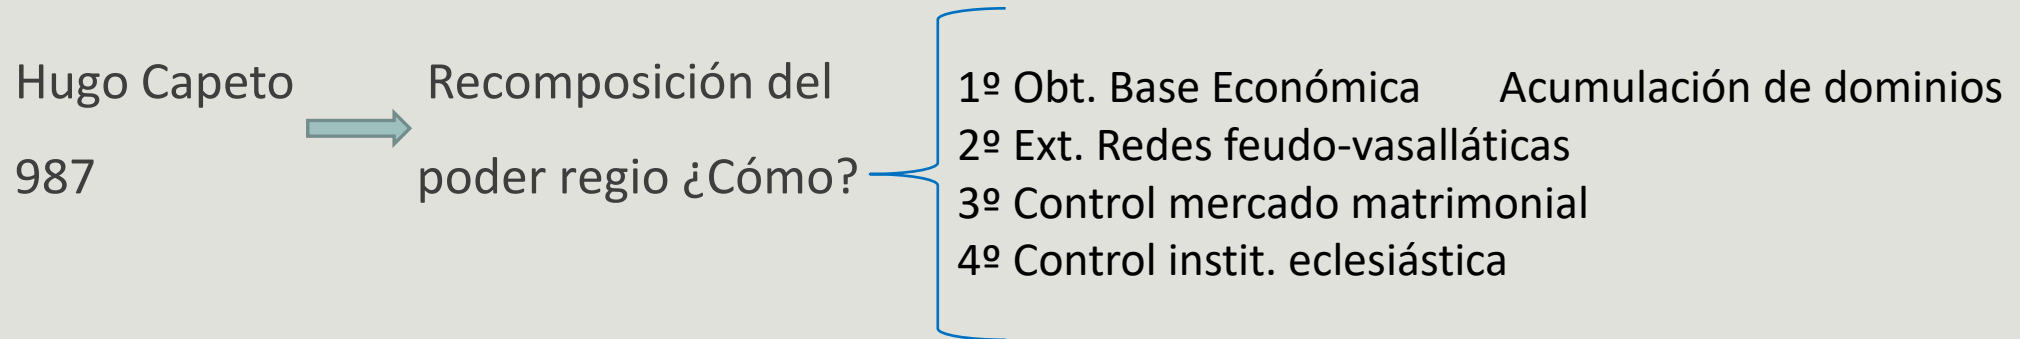 Hugo Capeto
987
Recomposición del
poder regio ¿Cómo?
1º Obt. Base Económica Acumulación de dominios
2º Ext. Redes feudo-vasalláticas
3º Control mercado matrimonial
4º Control instit. eclesiástica